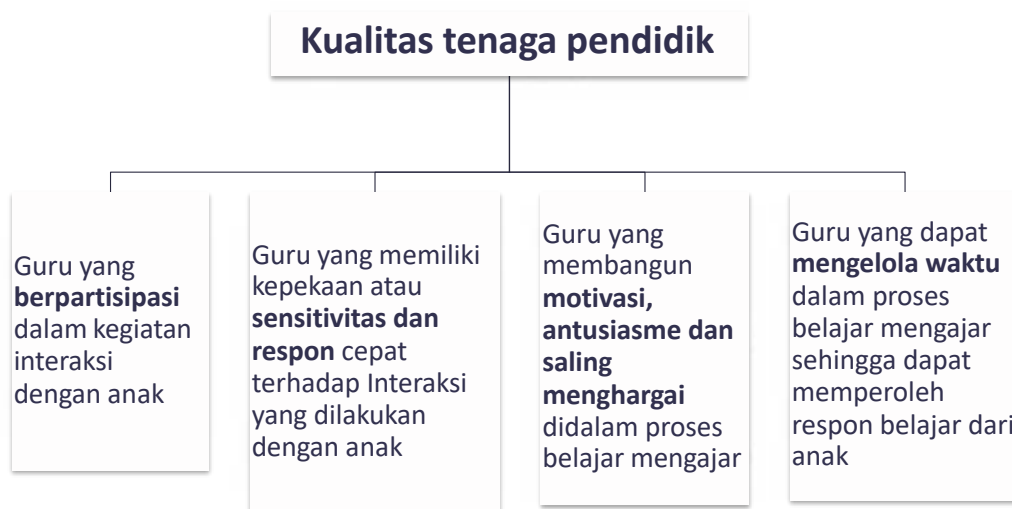 Kualitas tenaga pendidik
Guru yang
berpartisipasi
dalam kegiatan
interaksi
dengan anak
Guru yang memiliki
kepekaan atau
sensitivitas dan
respon cepat
terhadap Interaksi
yang dilakukan
dengan anak
Guru yang
membangun
motivasi,
antusiasme dan
saling
menghargai
didalam proses
belajar mengajar
Guru yang dapat
mengelola waktu
dalam proses
belajar mengajar
sehingga dapat
memperoleh
respon belajar dari
anak